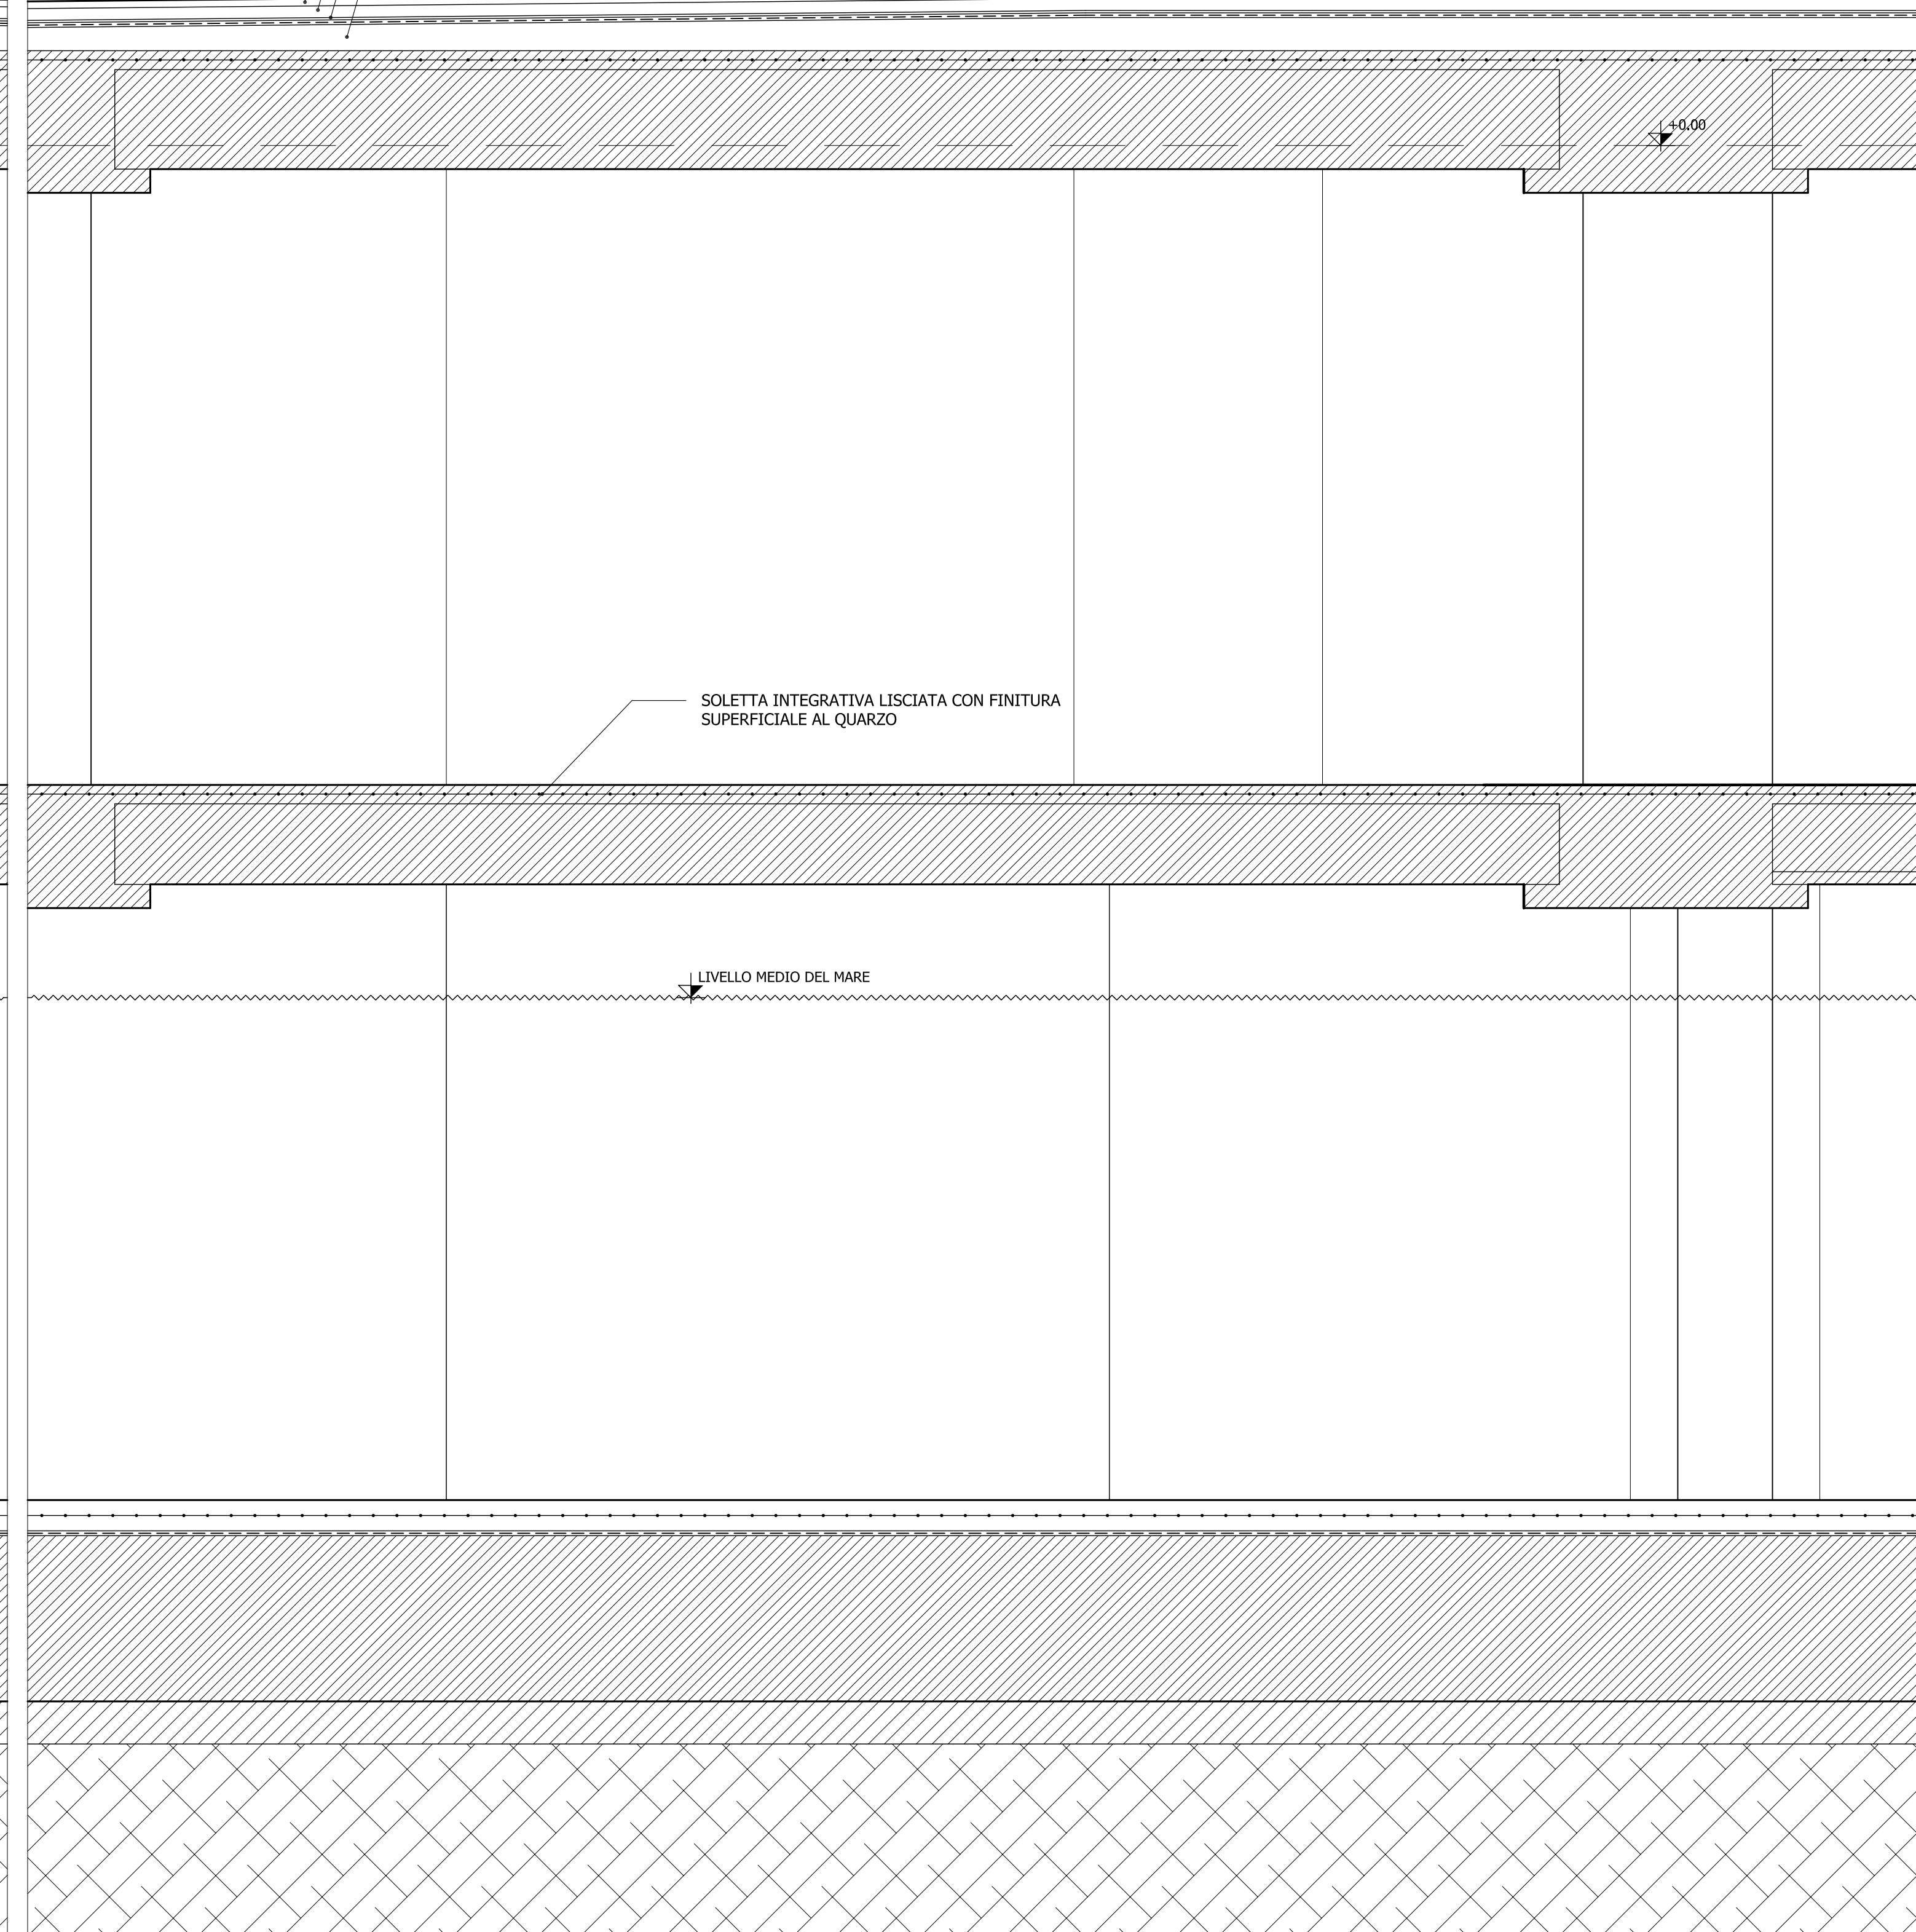 +0.00
SOLETTA INTEGRATIVA LISCIATA CON FINITURA
SUPERFICIALE AL QUARZO
LIVELLO MEDIO DEL MARE